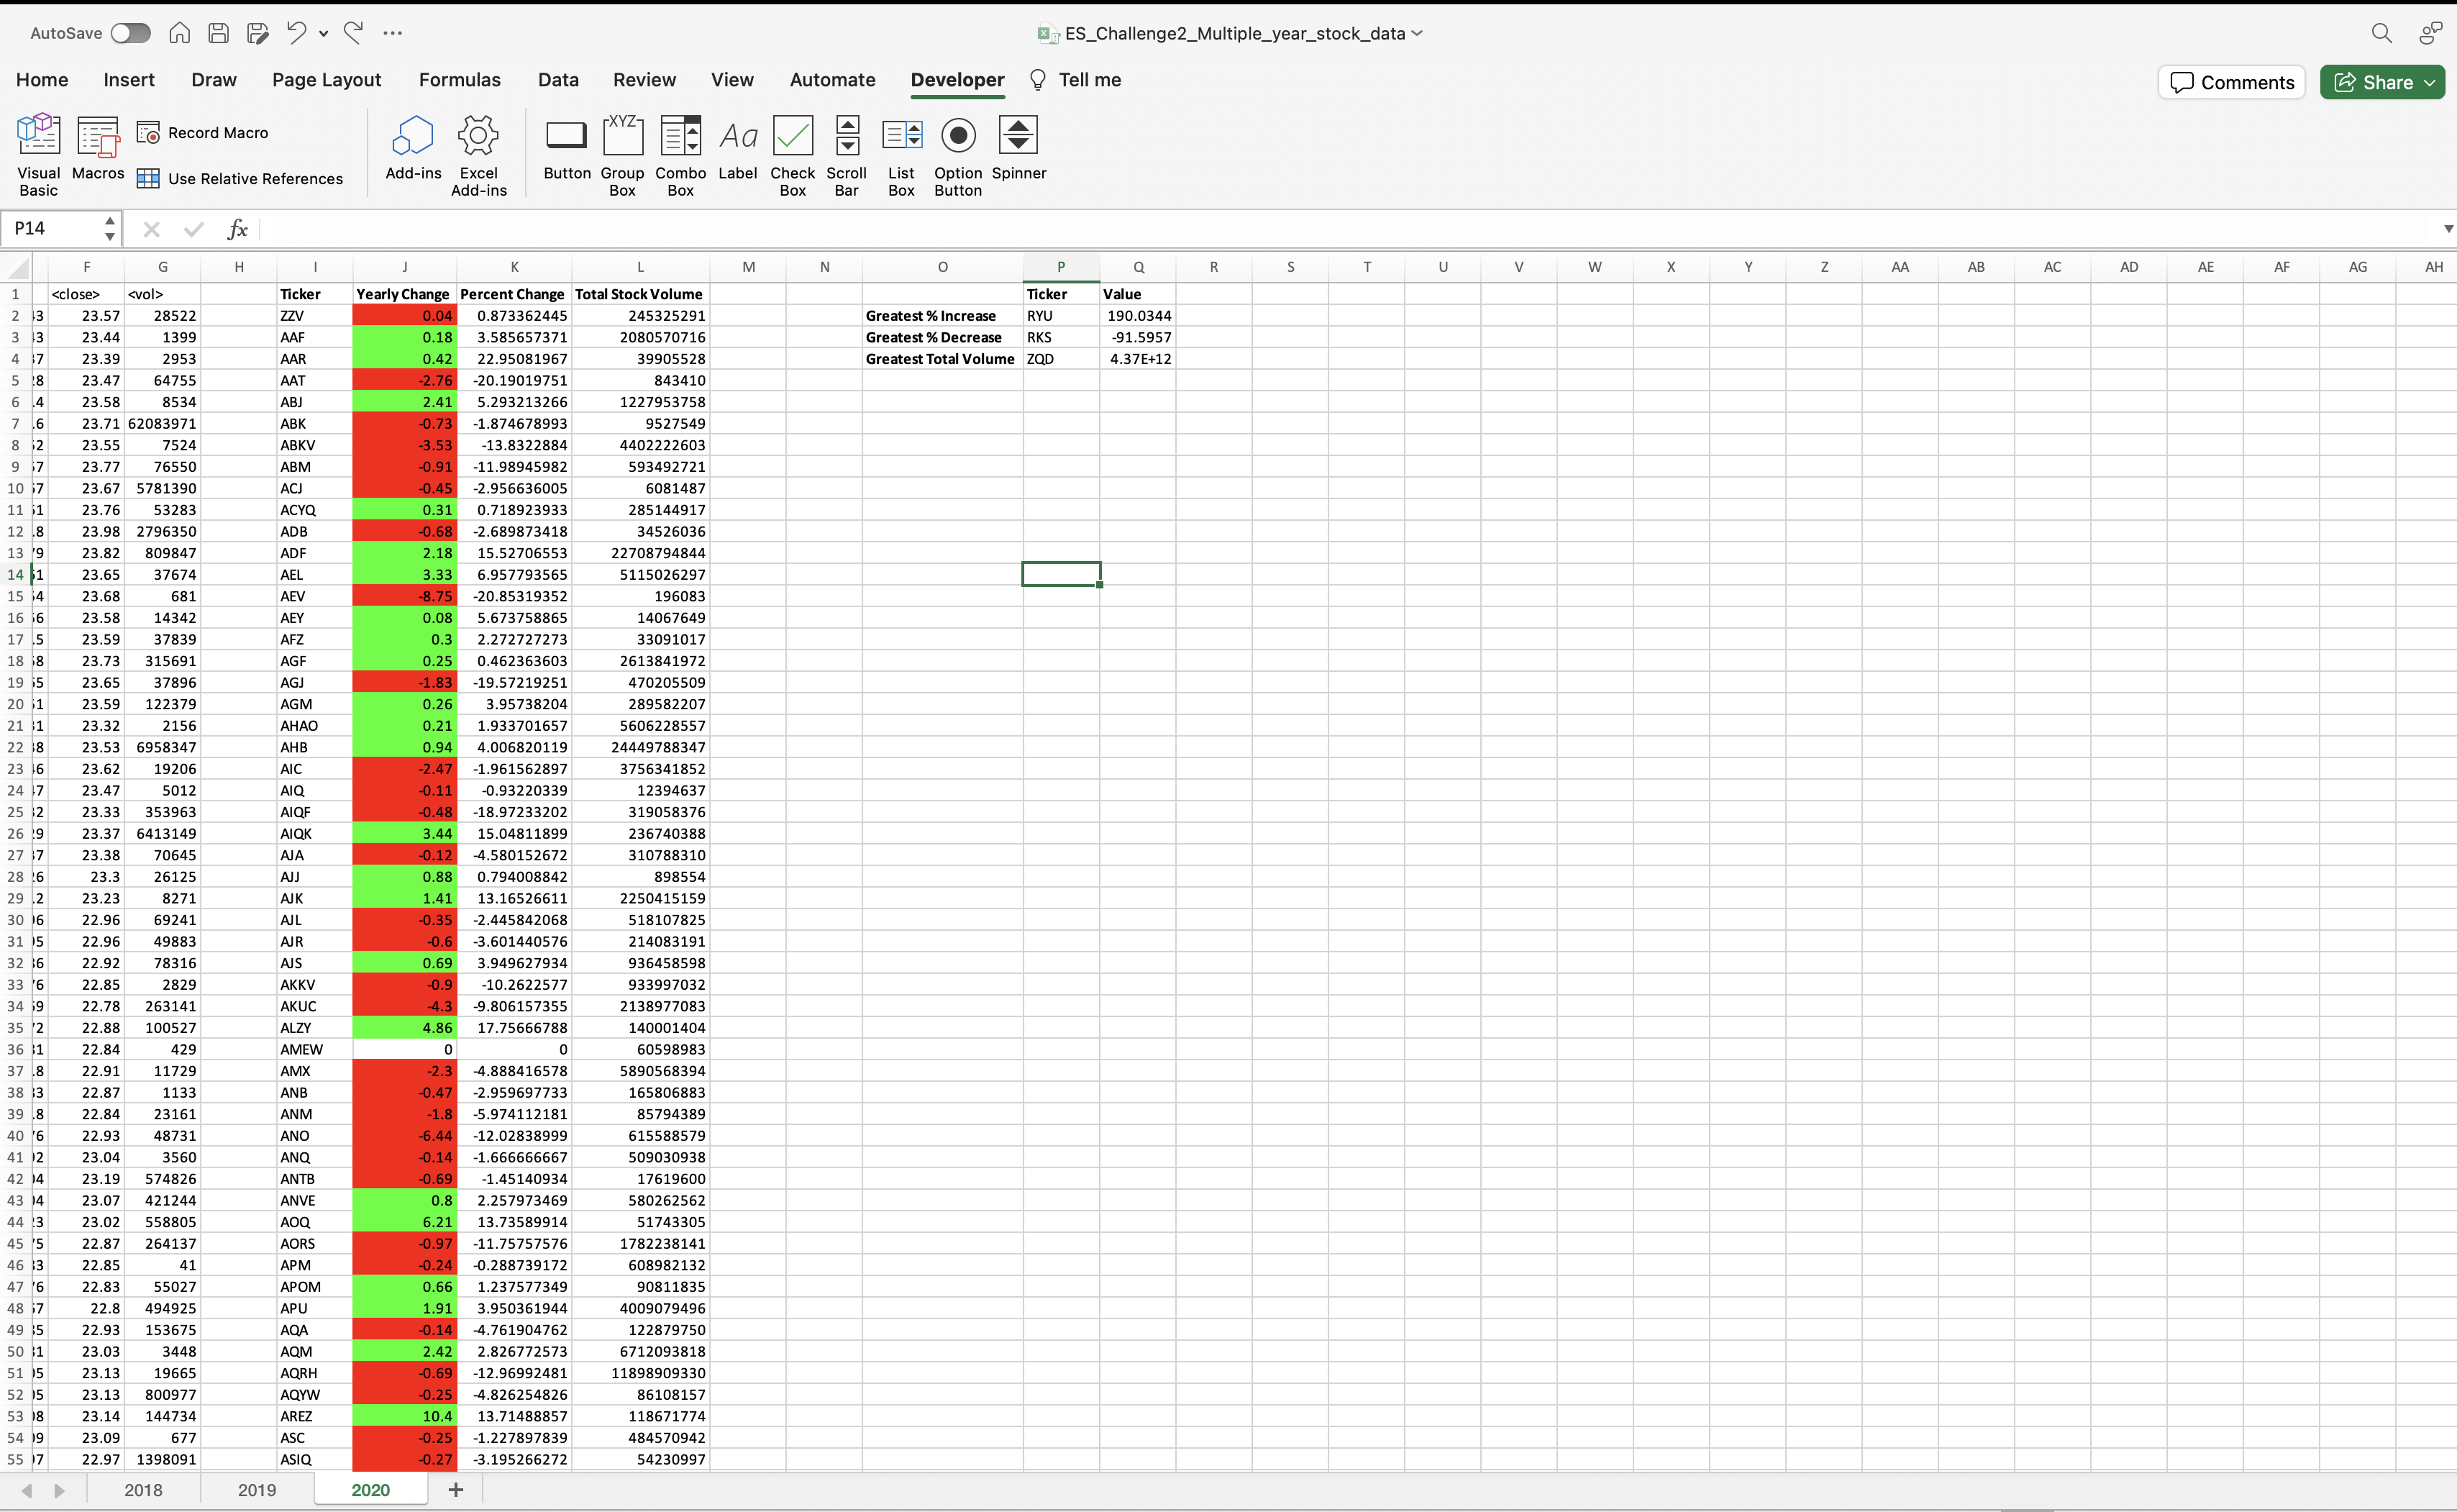 AutoSave
ES_Challenge2_Multiple_year_stock_data
Home Insert Draw Page Layout Formulas Data Review View Automate Developer Tell me Comments Share
Visual Basic Macros Record Macro Use Relative References Add-ins Excel Add-ins Button Group Box Combo Box Label Check Box Scroll Bar List Box Option Button Spinner
XYZ Aa
P14 fx
F G H I J K L M N O P Q R S T U V W X Y Z AA AB AC AD AE AF AG AH
1 <close> <vol> Ticker Yearly Change Percent Change Total Stock Volume Ticker Value
2 23.57 28522 ZZV 0.04 0.873362445 245325291 Greatest % Increase RYU 190.0344
3 23.44 1399 AAF 0.18 3.585657371 2080570716 Greatest % Decrease RKS -91.5957
4 23.39 2953 AAR 0.42 22.95081967 39905528 Greatest Total Volume ZQD 4.37E+12
5 23.47 64755 AAT -2.76 -20.19019751 843410
6 23.58 8534 ABJ 2.41 5.293213266 1227953758
7 23.71 62083971 ABK -0.73 -1.874678993 9527549
8 23.55 7524 ABKV -3.53 -13.8322884 4402222603
9 23.77 76550 ABM -0.91 -11.98945982 593492721
10 23.67 5781390 ACJ -0.45 -2.956636005 6081487
11 23.76 53283 ACYQ 0.31 0.718923933 285144917
12 23.98 2796350 ADB -0.68 -2.689873418 34526036
13 23.82 809847 ADF 2.18 15.52706553 22708794844
14 23.65 37674 AEL 3.33 6.957793565 5115026297
15 23.68 681 AEV -8.75 -20.85319352 196083
16 23.58 14342 AEY 0.08 5.673758865 14067649
17 23.59 37839 AFZ 0.3 2.272727273 33091017
18 23.73 315691 AGF 0.25 0.462363603 2613841972
19 23.65 37896 AGJ -1.83 -19.57219251 470205509
20 23.59 122379 AGM 0.26 3.95738204 289582207
21 23.32 2156 AHAO 0.21 1.933701657 5606228557
22 23.53 6958347 AHB 0.94 4.006820119 24449788347
23 23.62 19206 AIC -2.47 -1.961562897 3756341852
24 23.47 5012 AIQ -0.11 -0.93220339 12394637
25 23.33 353963 AIQF -0.48 -18.97233202 319058376
26 23.37 6413149 AIQK 3.44 15.04811899 236740388
27 23.38 70645 AJA -0.12 -4.580152672 310788310
28 23.3 26125 AJJ 0.88 0.794008842 898554
29 23.23 8271 AJK 1.41 13.16526611 2250415159
30 22.96 69241 AJL -0.35 -2.445842068 518107825
31 22.96 49883 AJR -0.6 -3.601440576 214083191
32 22.92 78316 AJS 0.69 3.949627934 936458598
33 22.85 2829 AKKV -0.9 -10.2622577 933997032
34 22.78 263141 AKUC -4.3 -9.806157355 2138977083
35 22.88 100527 ALZY 4.86 17.75666788 140001404
36 22.84 429 AMEW 0 0 60598983
37 22.91 11729 AMX -2.3 -4.888416578 5890568394
38 22.87 1133 ANB -0.47 -2.959697733 165806883
39 22.84 23161 ANM -1.8 -5.974112181 85794389
40 22.93 48731 ANO -6.44 -12.02838999 615588579
41 23.04 3560 ANQ -0.14 -1.666666667 509030938
42 23.19 574826 ANTB -0.69 -1.45140934 17619600
43 23.07 421244 ANVE 0.8 2.257973469 580262562
44 23.02 558805 AOQ 6.21 13.73589914 51743305
45 22.87 264137 AORS -0.97 -11.75757576 1782238141
46 22.85 41 APM -0.24 -0.288739172 608982132
47 22.83 55027 APOM 0.66 1.237577349 90811835
48 22.8 494925 APU 1.91 3.950361944 4009079496
49 22.93 153675 AQA -0.14 -4.761904762 122879750
50 23.03 3448 AQM 2.42 2.826772573 6712093818
51 23.13 19665 AQRH -0.69 -12.96992481 11898909330
52 23.13 800977 AQYW -0.25 -4.826254826 86108157
53 23.14 144734 AREZ 10.4 13.71488857 118671774
54 23.09 677 ASC -0.25 -1.227897839 484570942
55 22.97 1398091 ASIQ -0.27 -3.195266272 54230997
2018 2019 2020 +